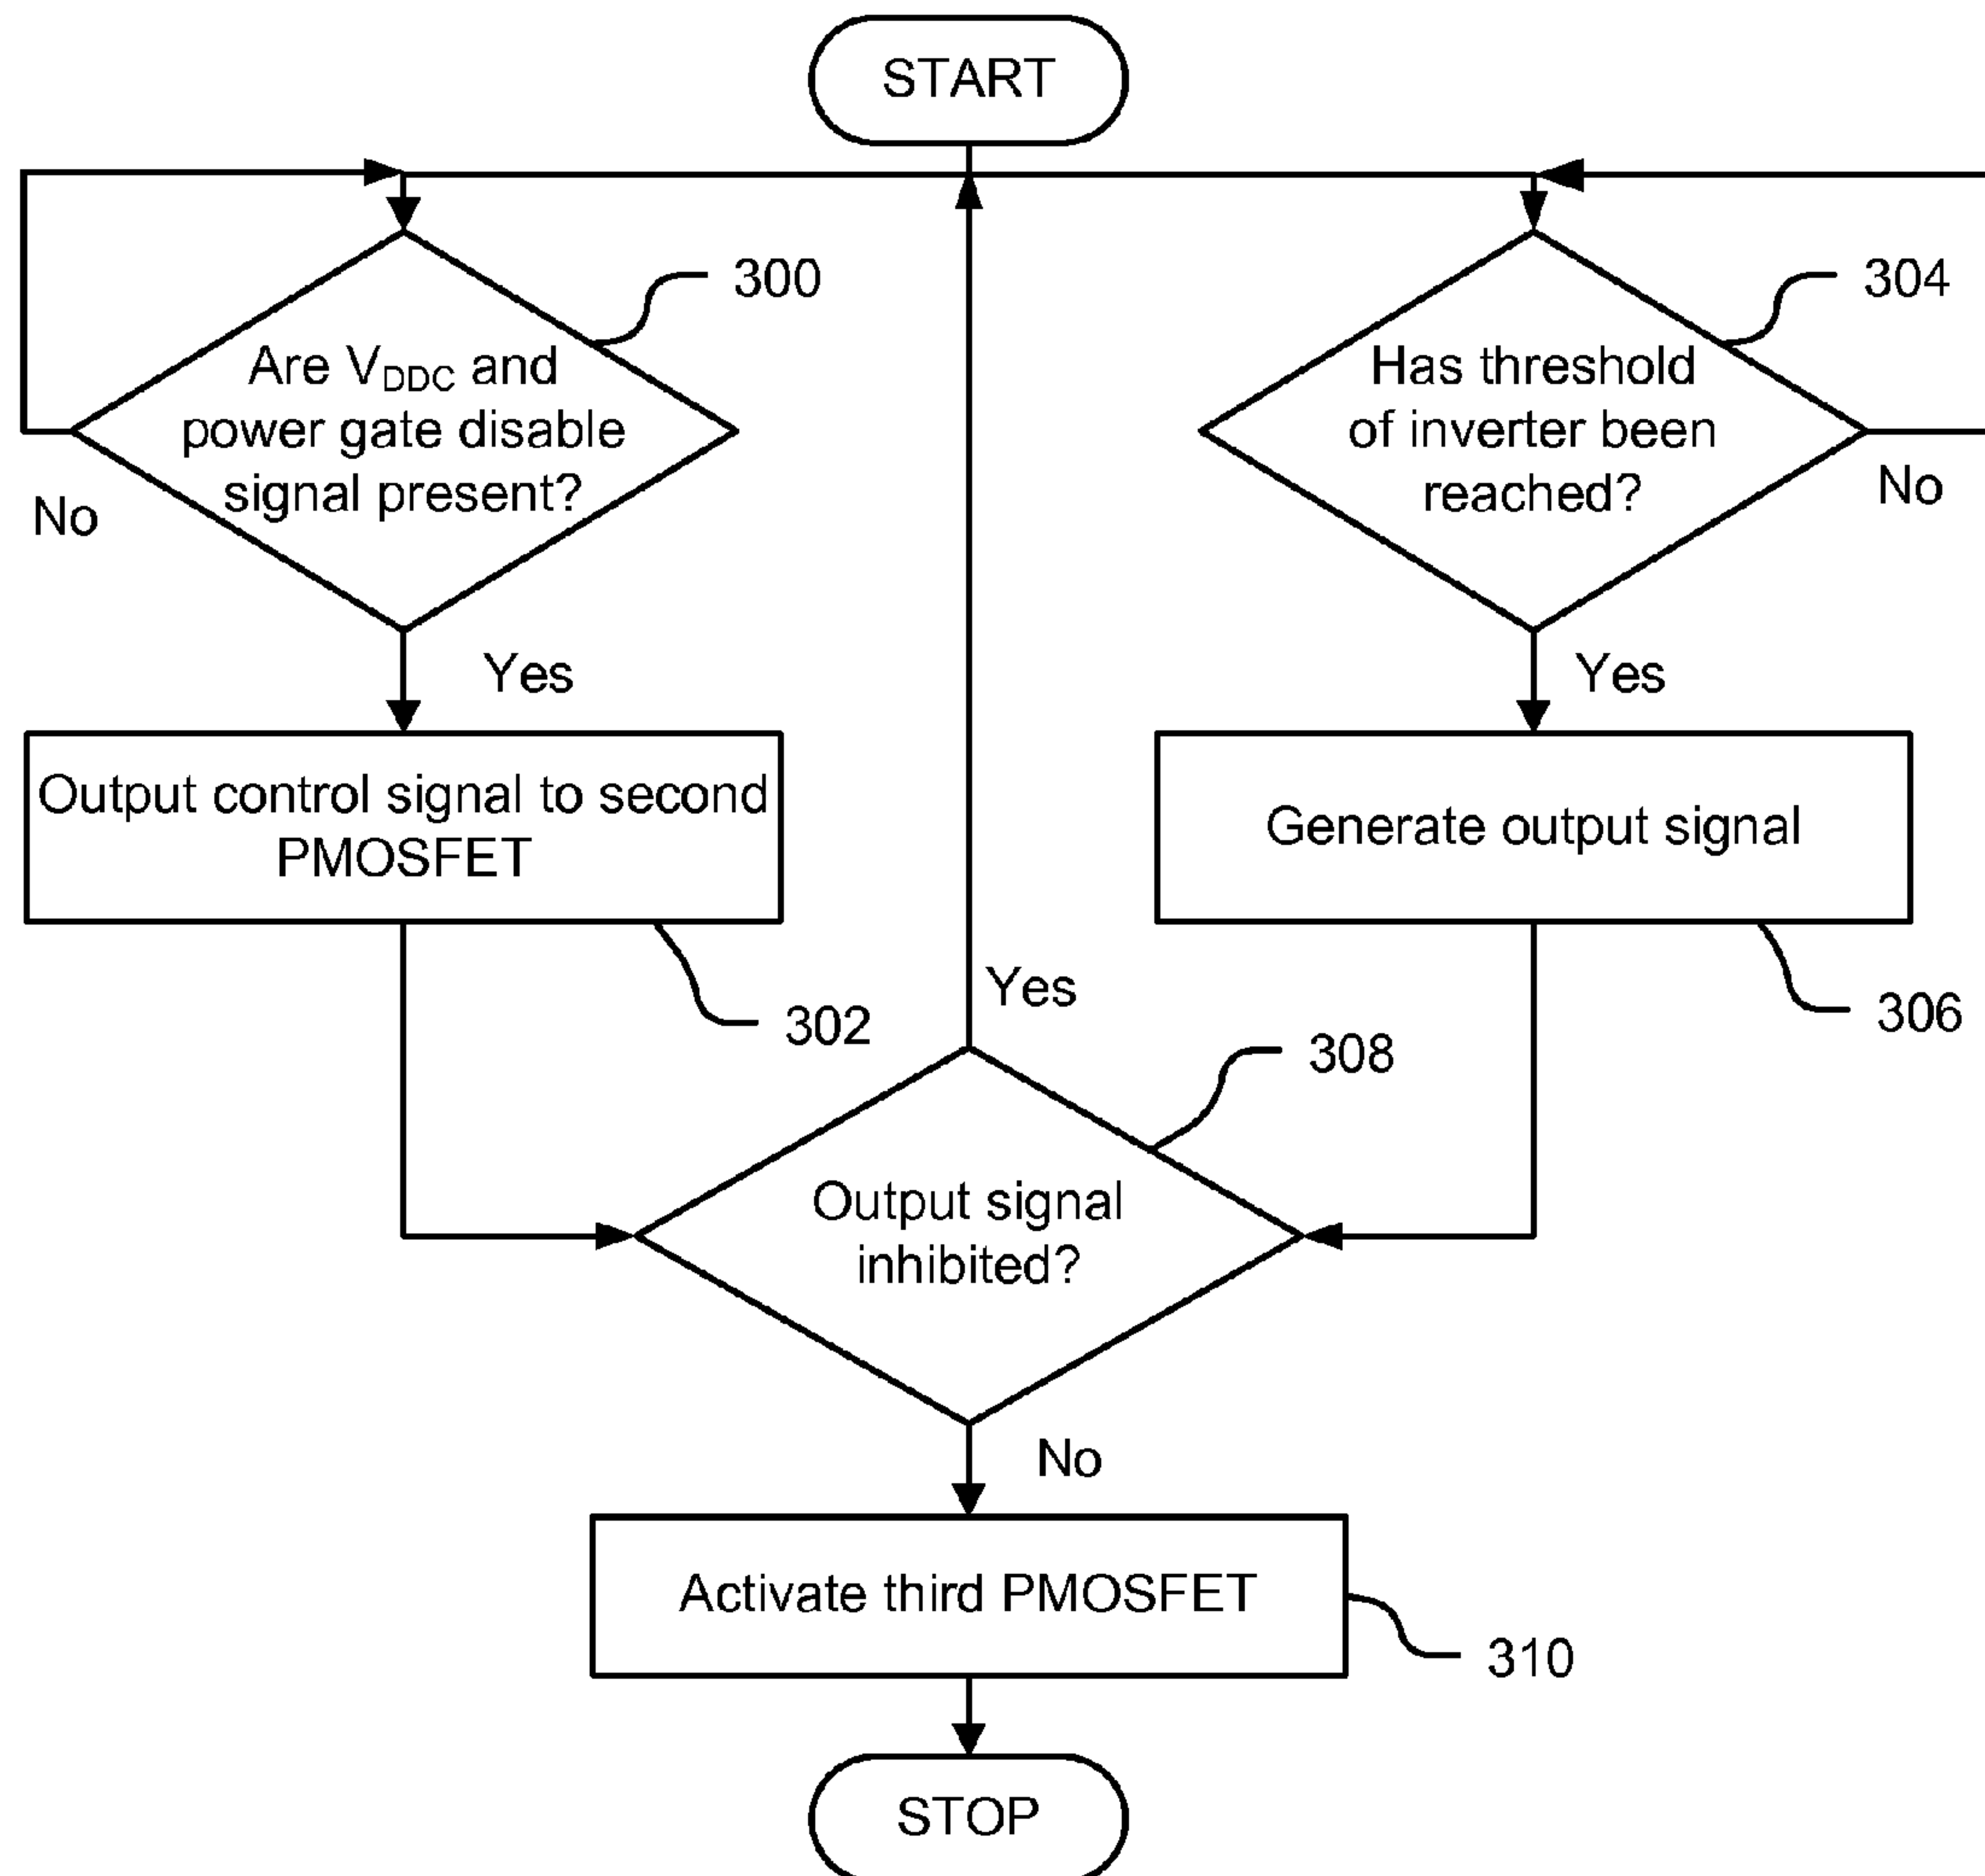 START
300
Are VDDC and
power gate disable
signal present?
No
Yes
304
Has threshold
of inverter been
reached?
No
Yes
Output control signal to second
PMOSFET
302
Generate output signal
306
Yes
308
Output signal
inhibited?
No
Activate third PMOSFET
310
STOP